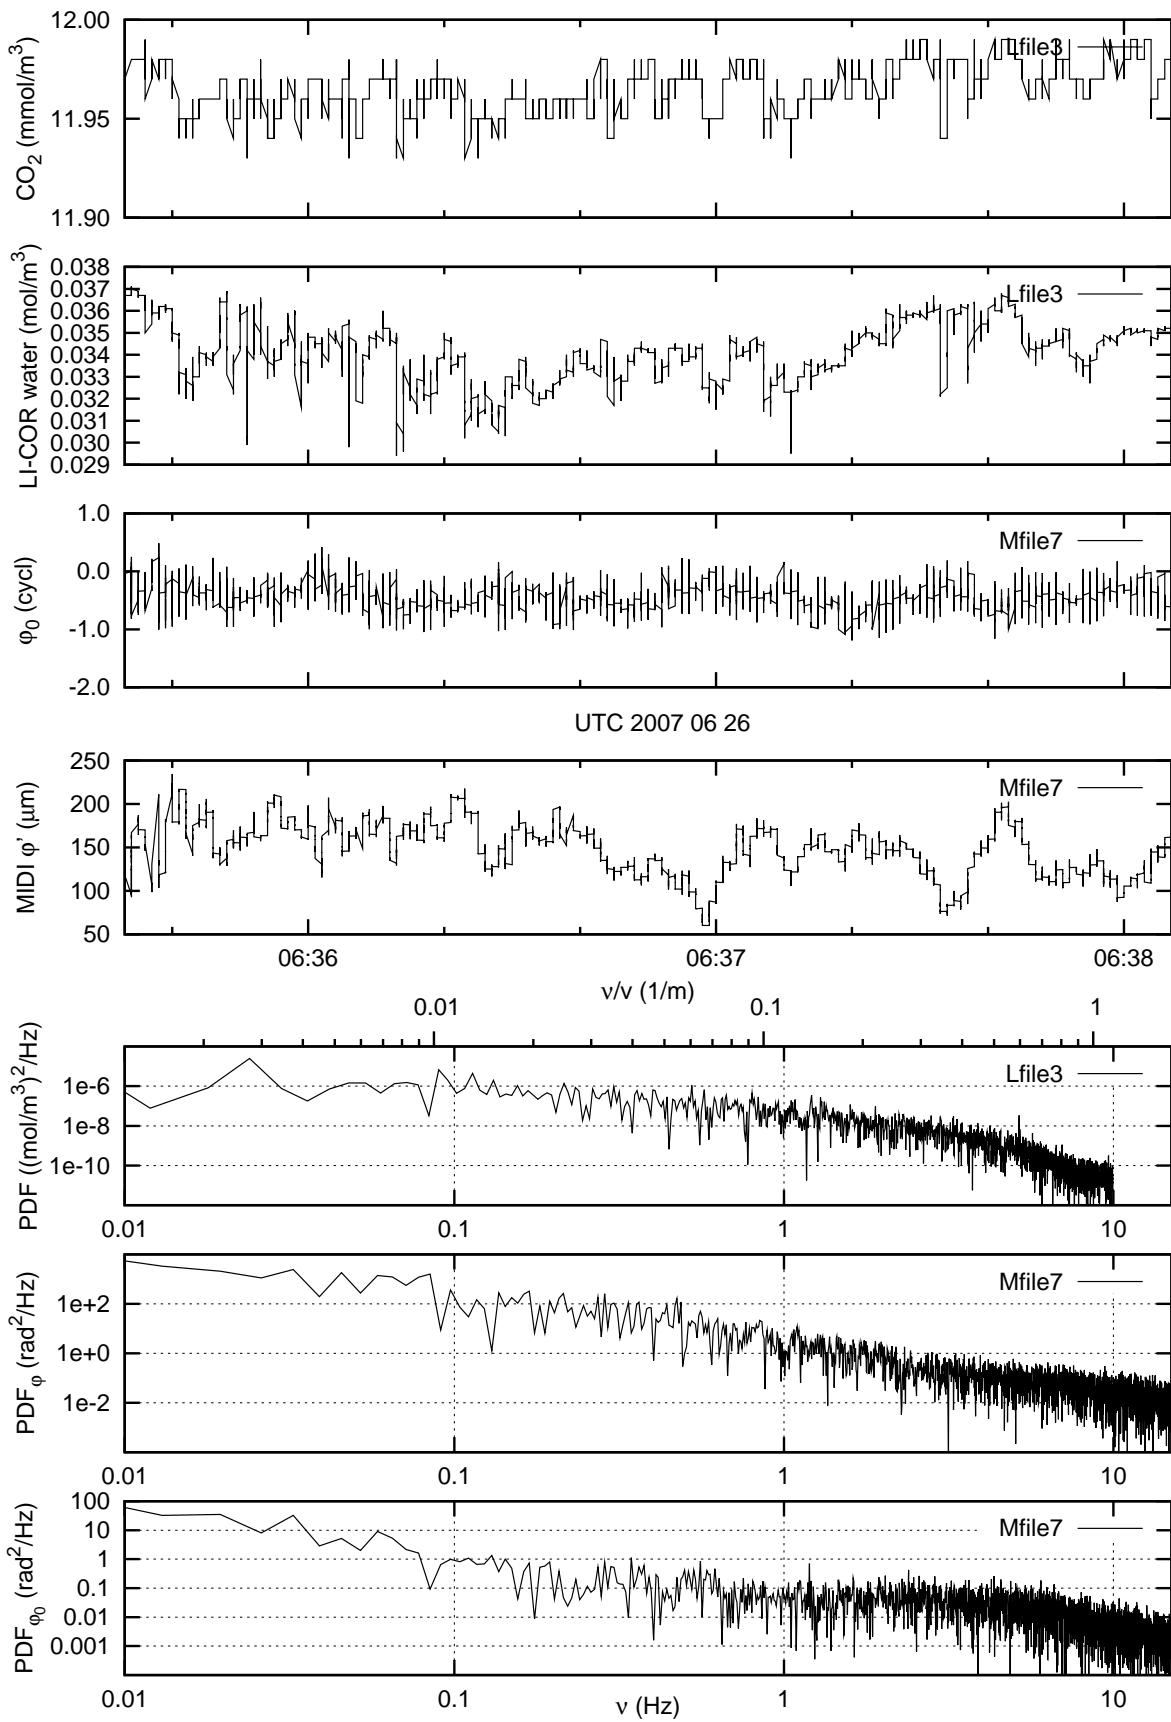 12.00
11.95
11.90
CO2 (mmol/m3)
Lfile3
0.038
0.037
0.036
0.035
0.034
0.033
0.032
0.031
0.030
0.029
LI-COR water (mol/m3)
Lfile3
1.0
0.0
-1.0
-2.0
φ0 (cycl)
Mfile7
UTC 2007 06 26
250
200
150
100
50
MIDI φ' (μm)
Mfile7
06:36 06:37 06:38
ν/v (1/m)
0.01 0.1 1
1e-6
1e-8
1e-10
PDF ((mol/m3)2/Hz)
Lfile3
0.01 0.1 1 10
1e+2
1e+0
1e-2
PDFφ (rad2/Hz)
Mfile7
0.01 0.1 1 10
100
10
1
0.1
0.01
0.001
PDFφ0 (rad2/Hz)
Mfile7
0.01 0.1 1 10
ν (Hz)